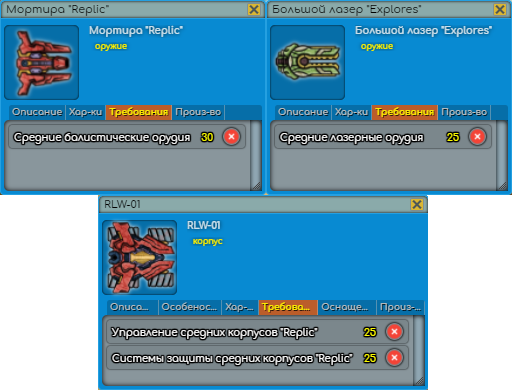 Мортира "Replic"
Мортира "Replic"
оружие
Описание Хар-ки Требования Произ-во
Средние балистические орудия 30
Большой лазер "Explores"
Большой лазер "Explores"
оружие
Описание Хар-ки Требования Произ-во
Средние лазерные орудия 25
RLW-01
RLW-01
корпус
Описа... Особенос... Хар-... Требова... Оснаще... Произ-...
Управление средних корпусов "Replic" 25
Системы защиты средних корпусов "Replic" 25